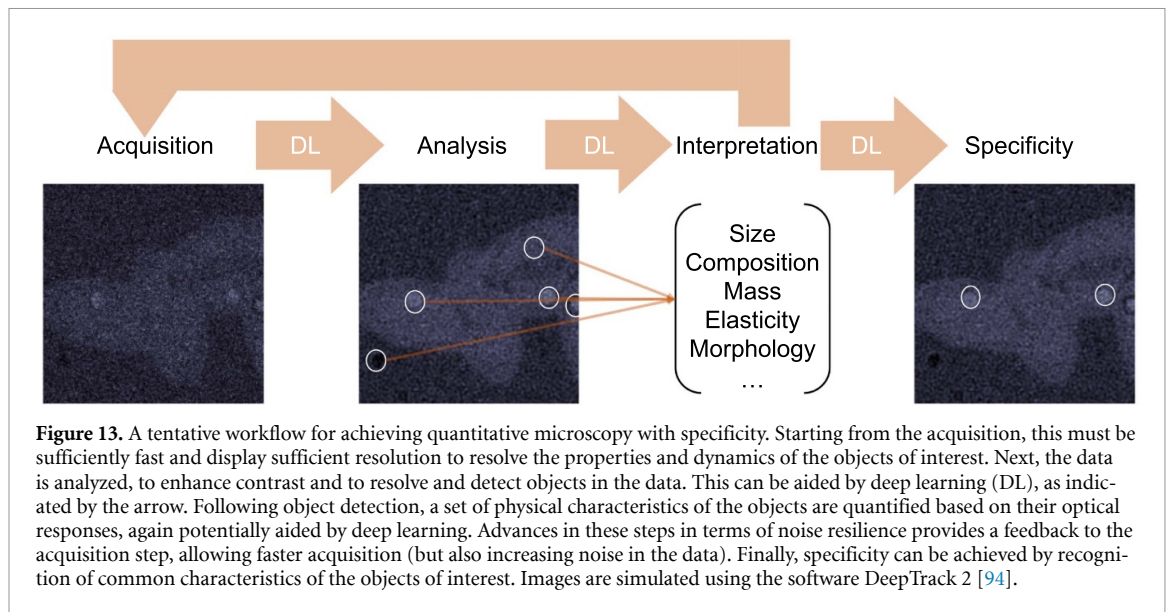 Acquisition DL Analysis DL Interpretation DL Specificity
Size
Composition
Mass
Elasticity
Morphology
...
Figure 13. A tentative workflow for achieving quantitative microscopy with specificity. Starting from the acquisition, this must be
sufficiently fast and display sufficient resolution to resolve the properties and dynamics of the objects of interest. Next, the data
is analyzed, to enhance contrast and to resolve and detect objects in the data. This can be aided by deep learning (DL), as indic-
ated by the arrow. Following object detection, a set of physical characteristics of the objects are quantified based on their optical
responses, again potentially aided by deep learning. Advances in these steps in terms of noise resilience provides a feedback to the
acquisition step, allowing faster acquisition (but also increasing noise in the data). Finally, specificity can be achieved by recogni-
tion of common characteristics of the objects of interest. Images are simulated using the software DeepTrack 2 [94].